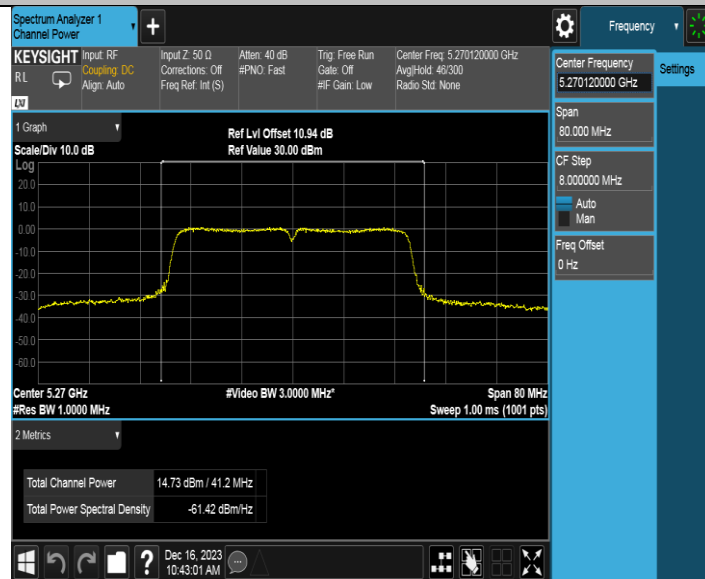 Spectrum Analyzer 1
Channel Power
+
Frequency
KEYSIGHT
RL
LXI
Input: RF
Coupling: DC
Align: Auto
Input Z: 50 Ω
Corrections: Off
Freq Ref: Int (S)
Atten: 40 dB
#PNO: Fast
Trig: Free Run
Gate: Off
#IF Gain: Low
Center Freq: 5.270120000 GHz
Avg|Hold: 46/300
Radio Std: None
Center Frequency
5.270120000 GHz
Settings
Span
80.000 MHz
CF Step
8.000000 MHz
Auto
Man
Freq Offset
0 Hz
1 Graph
Scale/Div 10.0 dB
Ref Lvl Offset 10.94 dB
Ref Value 30.00 dBm
Log
20.0
10.0
0.00
-10.0
-20.0
-30.0
-40.0
-50.0
-60.0
Center 5.27 GHz
#Video BW 3.0000 MHz*
Span 80 MHz
#Res BW 1.0000 MHz
Sweep 1.00 ms (1001 pts)
2 Metrics
Total Channel Power 14.73 dBm / 41.2 MHz
Total Power Spectral Density -61.42 dBm/Hz
?
Dec 16, 2023
10:43:01 AM